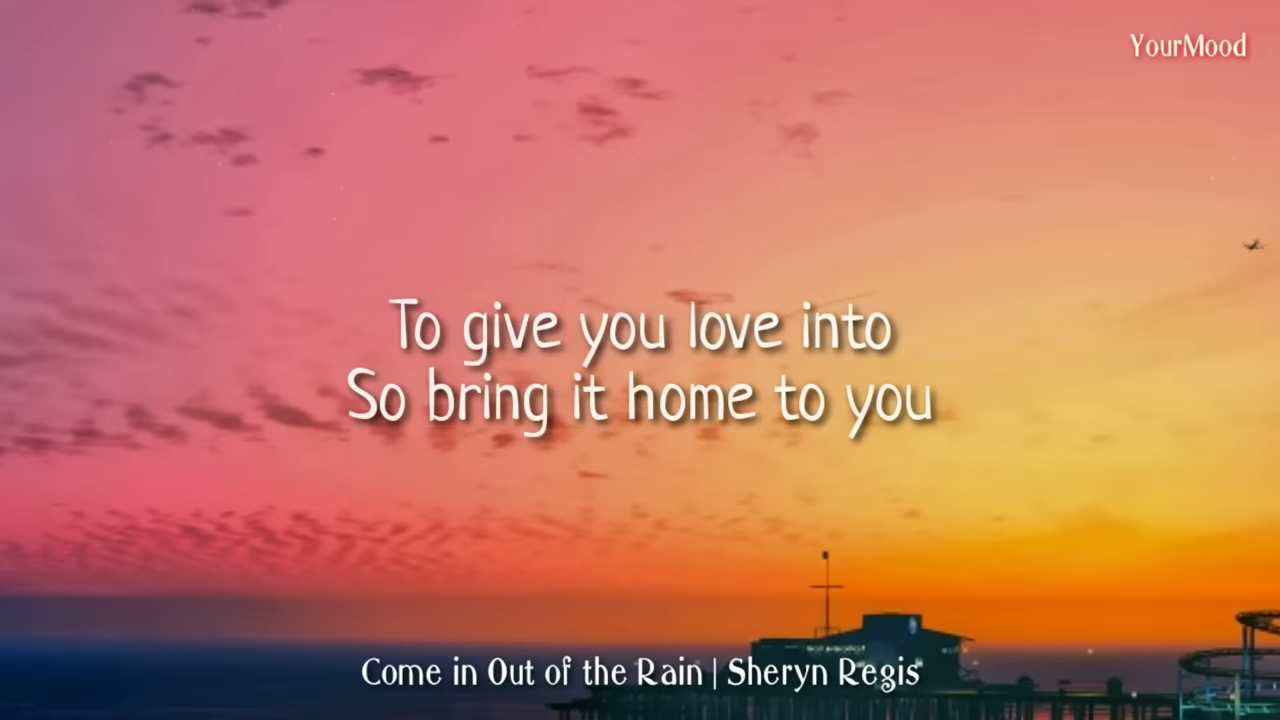 YourMood
To give you love into
So bring it home to you
Come in Out of the Rain | Sheryn Regis